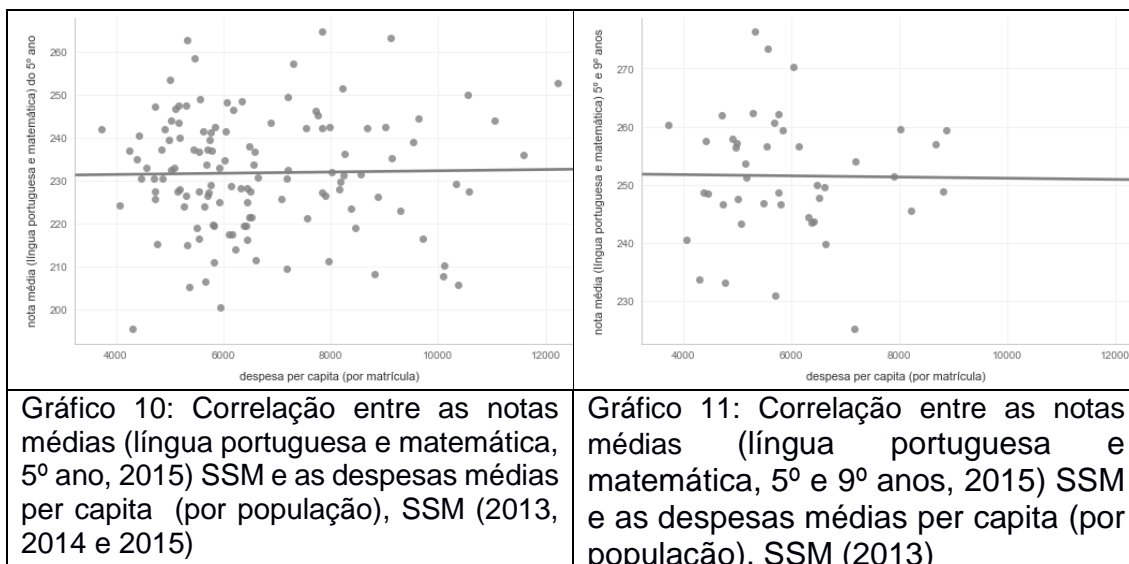 nota média (língua portuguesa e matemática) do 5º ano
260
250
240
230
220
210
200
4000
6000
8000
10000
12000
despesa per capita (por matrícula)
nota média (língua portuguesa e matemática) 5º e 9º anos
270
260
250
240
230
4000
6000
8000
10000
12000
despesa per capita (por matrícula)
Gráfico 10: Correlação entre as notas
médias (língua portuguesa e matemática,
5º ano, 2015) SSM e as despesas médias
per capita (por população), SSM (2013,
2014 e 2015)
Gráfico 11: Correlação entre as notas
médias (língua portuguesa e
matemática, 5º e 9º anos, 2015) SSM
e as despesas médias per capita (por
população), SSM (2013)